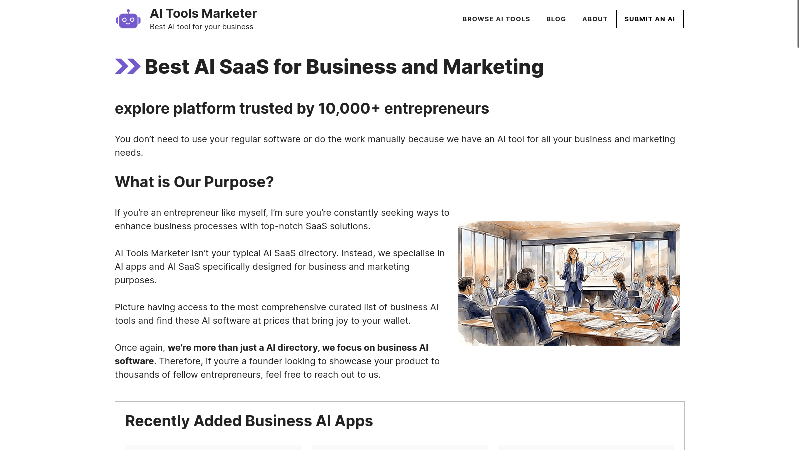 AI Tools Marketer
Best AI tool for your business
BROWSE AI TOOLS
BLOG
ABOUT
SUBMIT AN AI
Best AI SaaS for Business and Marketing
explore platform trusted by 10,000+ entrepreneurs
You don't need to use your regular software or do the work manually because we have an AI tool for all your business and marketing
needs.
What is Our Purpose?
If you're an entrepreneur like myself, I'm sure you're constantly seeking ways to
enhance business processes with top-notch SaaS solutions.
AI Tools Marketer isn't your typical AI SaaS directory. Instead, we specialise in
AI apps and AI SaaS specifically designed for business and marketing
purposes.
Picture having access to the most comprehensive curated list of business AI
tools and find these AI software at prices that bring joy to your wallet.
Once again, we're more than just a AI directory, we focus on business AI
software. Therefore, if you're a founder looking to showcase your product to
thousands of fellow entrepreneurs, feel free to reach out to us.
Recently Added Business AI Apps